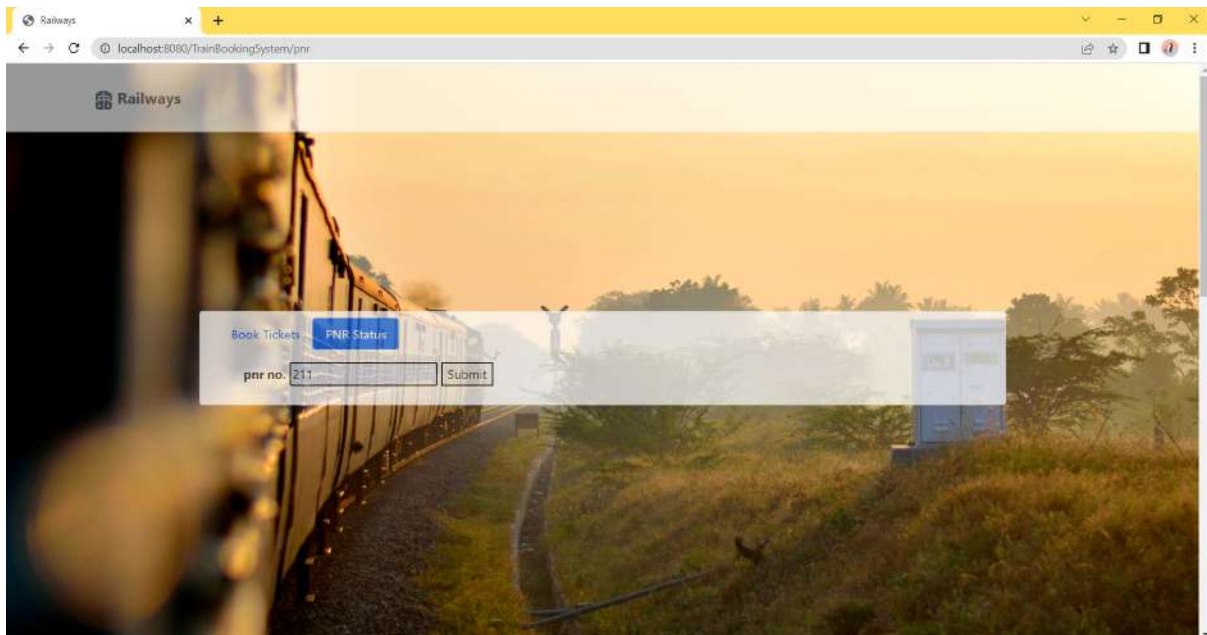 Railways
localhost:8080/TrainBookingSystem/pnr
Railways
Book Tickets PNR Status
pnr no. 211 Submit